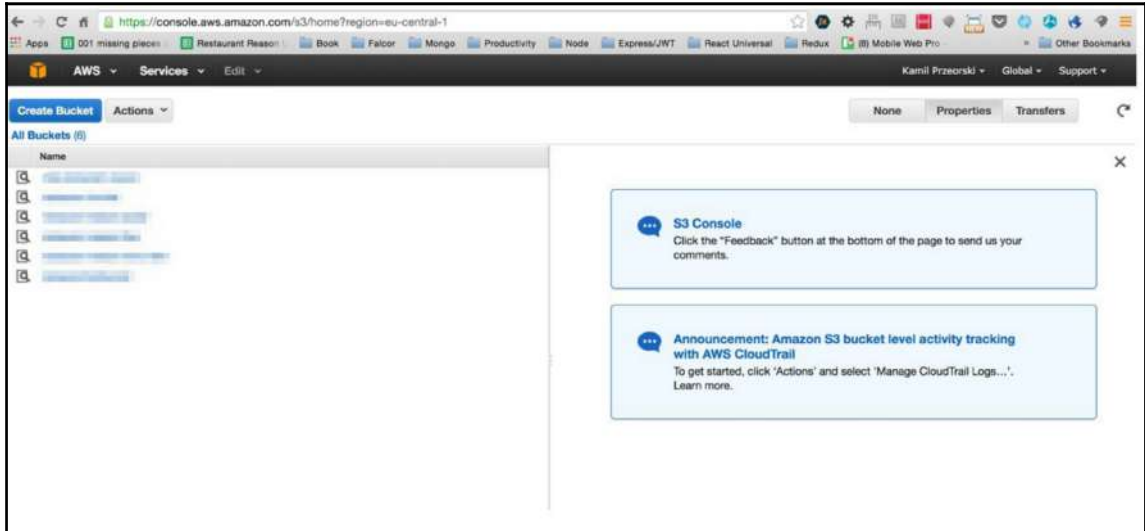 https://console.aws.amazon.com/s3/home?region=eu-central-1
Apps 001 missing pieces Restaurant Reason Book Falcor Mongo Productivity Node Express/JWT React Universal Redux (8) Mobile Web Pro » Other Bookmarks
AWS Services Edit Kamil Przeorski Global Support
Create Bucket Actions None Properties Transfers
All Buckets (6)
Name
S3 Console
Click the "Feedback" button at the bottom of the page to send us your
comments.
Announcement: Amazon S3 bucket level activity tracking
with AWS CloudTrail
To get started, click 'Actions' and select 'Manage CloudTrail Logs...'.
Learn more.